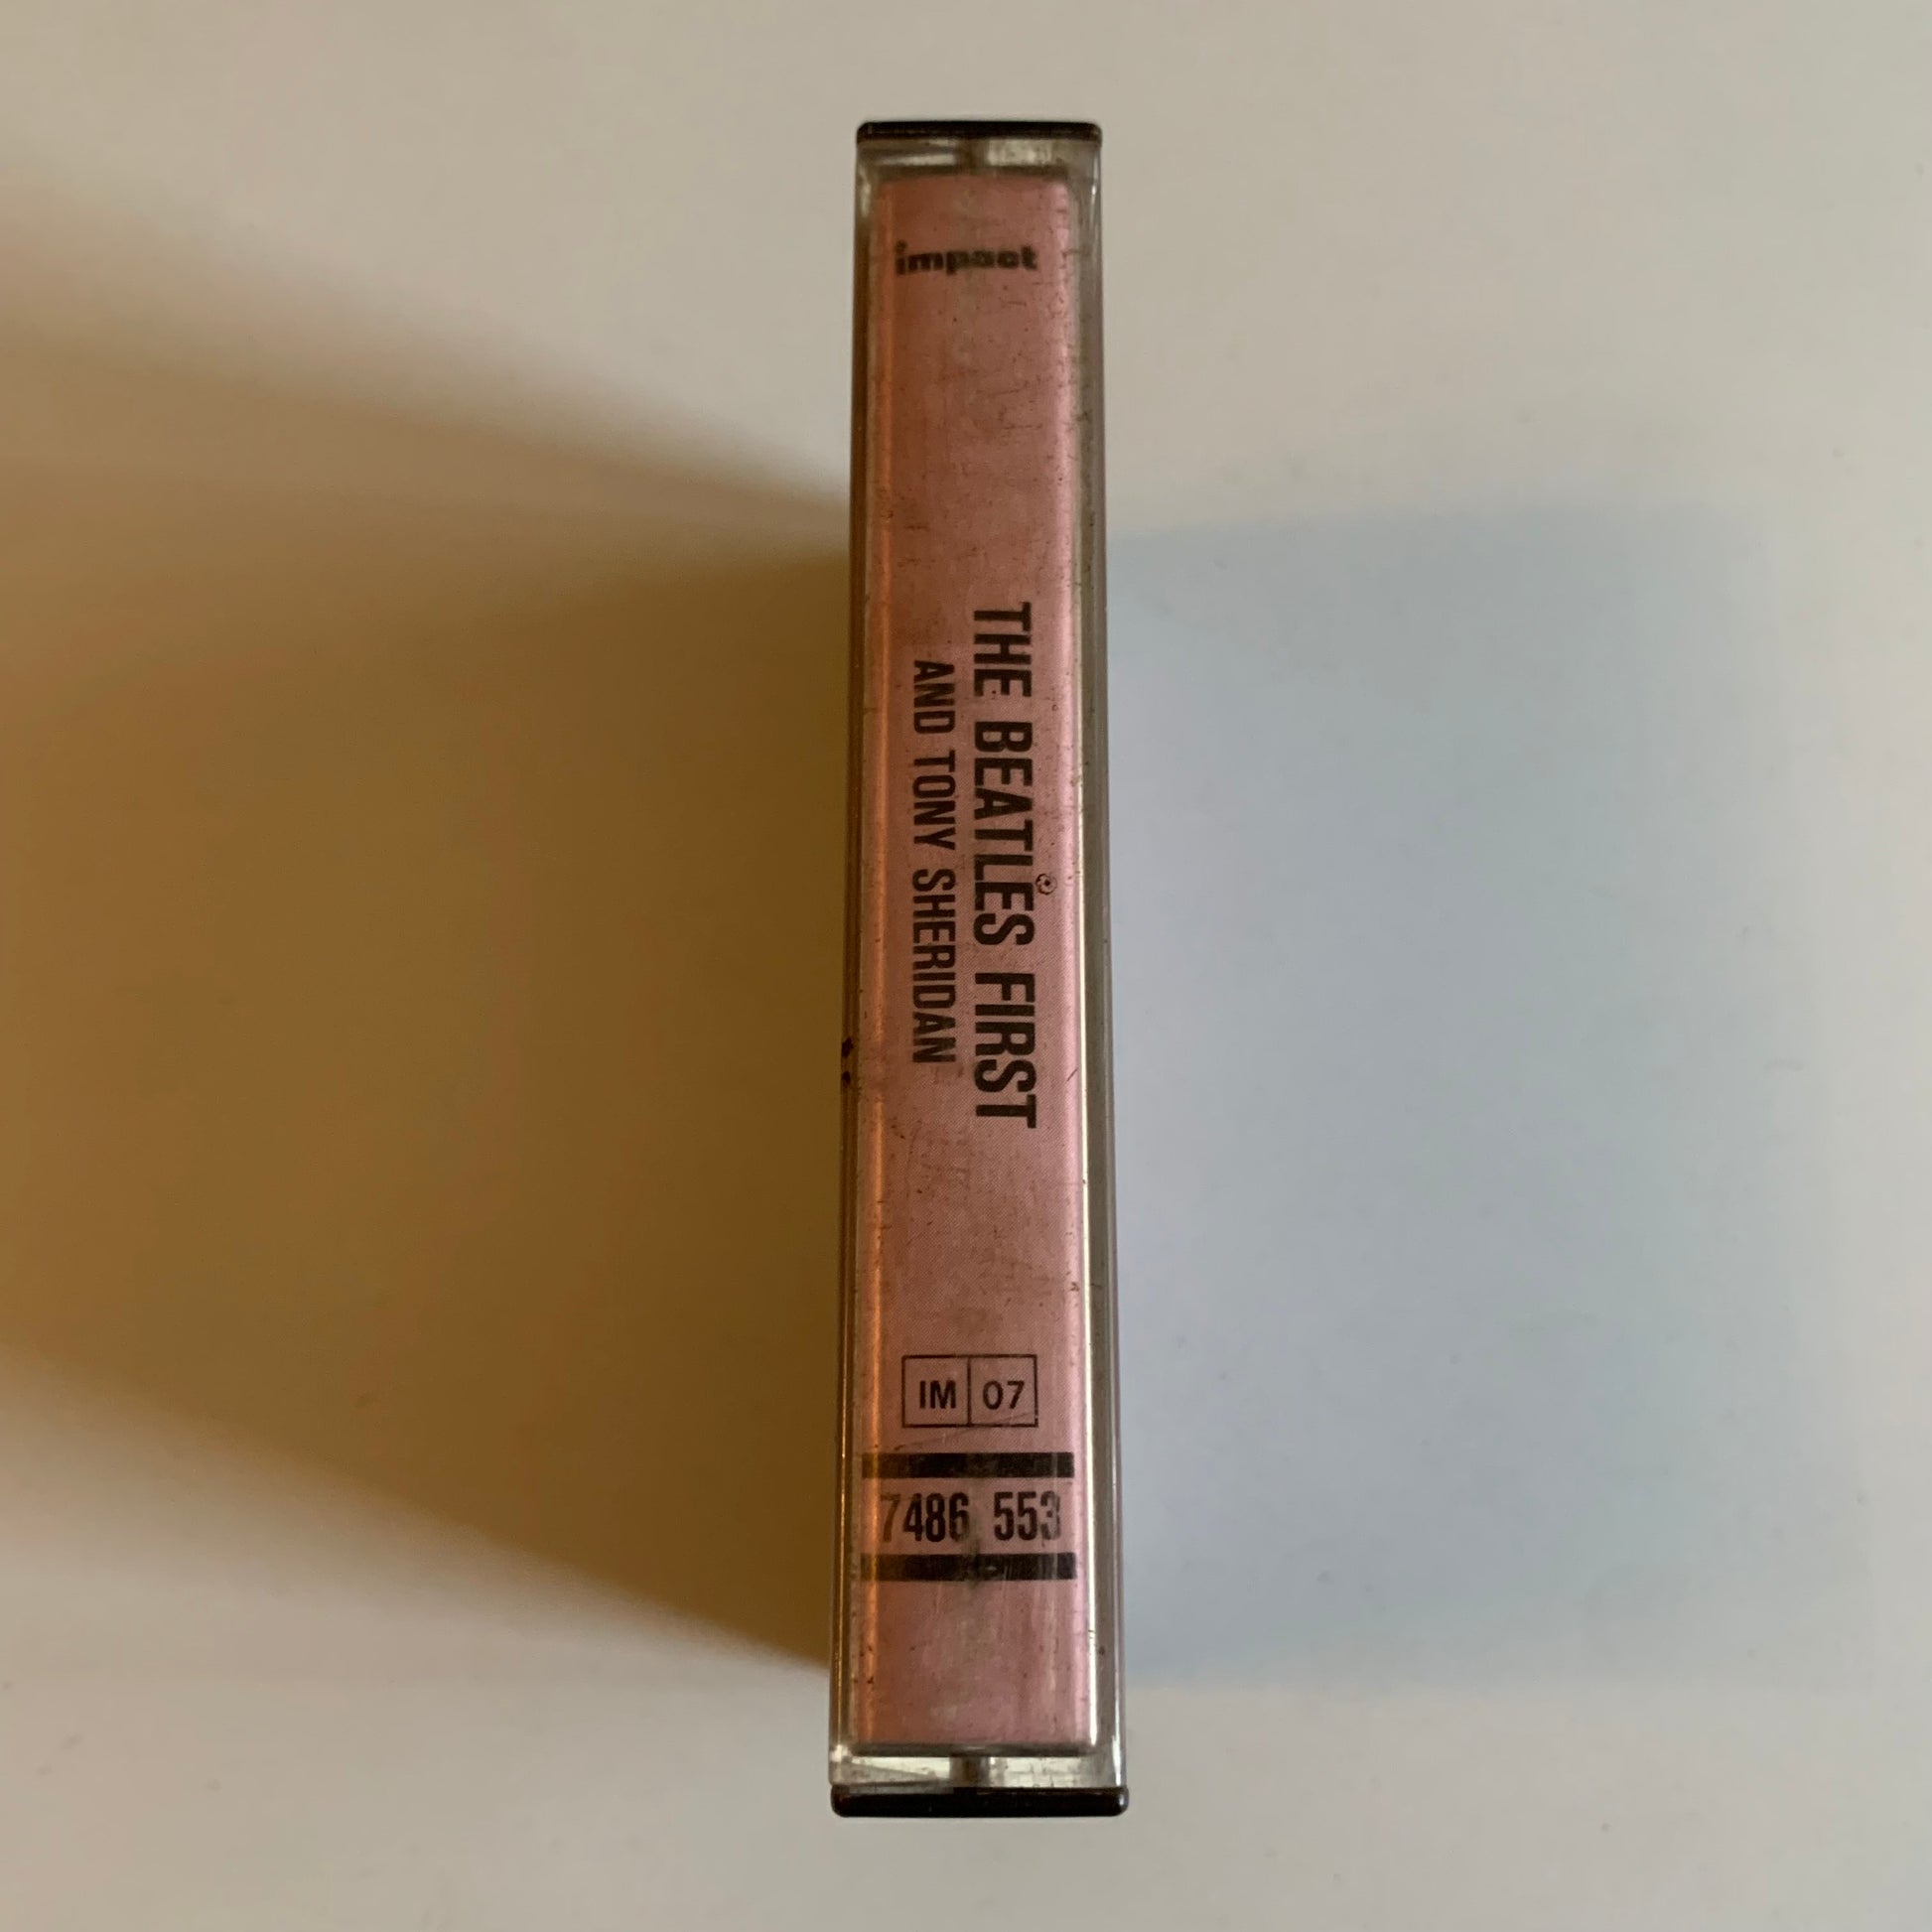 impact
THE BEATLES FIRST
AND TONY SHERIDAN
IM 07
7486 553